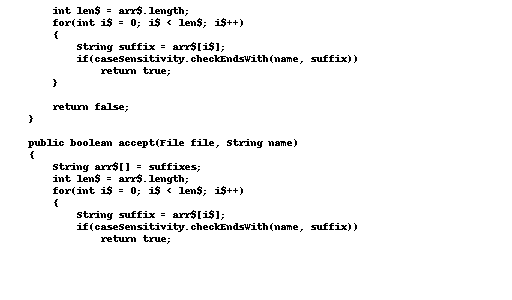 int len$ = arr$.length;
for(int i$ = 0; i$ < len$; i$++)
{
String suffix = arr$[i$];
if(caseSensitivity.checkEndsWith(name, suffix))
return true;
}
return false;
}
public boolean accept(File file, String name)
{
String arr$[] = suffixes;
int len$ = arr$.length;
for(int i$ = 0; i$ < len$; i$++)
{
String suffix = arr$[i$];
if(caseSensitivity.checkEndsWith(name, suffix))
return true;